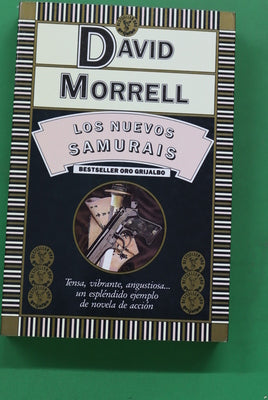 DAVID
MORRELL
LOS NUEVOS
SAMURAIS
BESTSELLER ORO GRIJALBO
Tensa, vibrante, angustiosa...
un espléndido ejemplo
de novela de acción